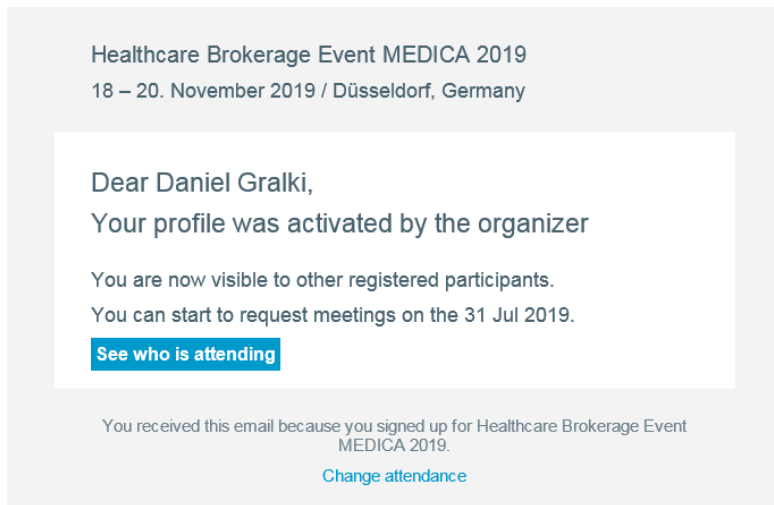 Healthcare Brokerage Event MEDICA 2019
18 – 20. November 2019 / Düsseldorf, Germany
Dear Daniel Gralki,
Your profile was activated by the organizer
You are now visible to other registered participants.
You can start to request meetings on the 31 Jul 2019.
See who is attending
You received this email because you signed up for Healthcare Brokerage Event
MEDICA 2019.
Change attendance